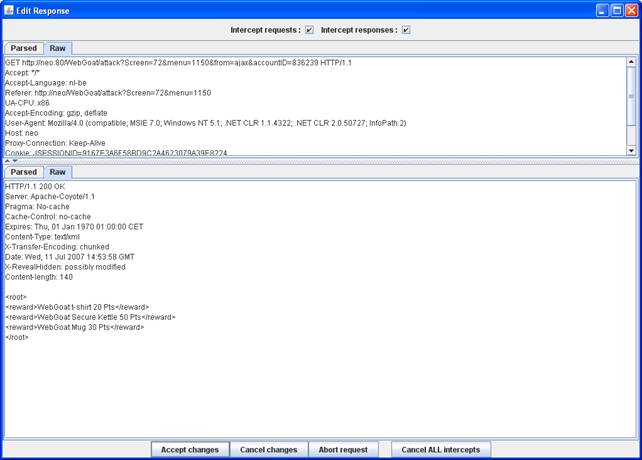 Edit Response
Intercept requests : Intercept responses :
Parsed Raw
GET http://neo:80/WebGoat/attack?Screen=72&menu=1150&from=ajax&accountID=836239 HTTP/1.1
Accept: "*/*"
Accept-Language: nl-be
Referer: http://neo/WebGoat/attack?Screen=72&menu=1150
UA-CPU: x86
Accept-Encoding: gzip, deflate
User-Agent: Mozilla/4.0 (compatible; MSIE 7.0; Windows NT 5.1; .NET CLR 1.1.4322; .NET CLR 2.0.50727; InfoPath.2)
Host: neo
Proxy-Connection: Keep-Alive
Cookie: JSESSIONID=9167E3A6F58BD9C2A4623079A39F8224
Parsed Raw
HTTP/1.1 200 OK
Server: Apache-Coyote/1.1
Pragma: No-cache
Cache-Control: no-cache
Expires: Thu, 01 Jan 1970 01:00:00 CET
Content-Type: text/xml
X-Transfer-Encoding: chunked
Date: Wed, 11 Jul 2007 14:53:58 GMT
X-RevealHidden: possibly modified
Content-length: 140
<root>
<reward>WebGoat t-shirt 20 Pts</reward>
<reward>WebGoat Secure Kettle 50 Pts</reward>
<reward>WebGoat Mug 30 Pts</reward>
</root>
Accept changes Cancel changes Abort request Cancel ALL intercepts